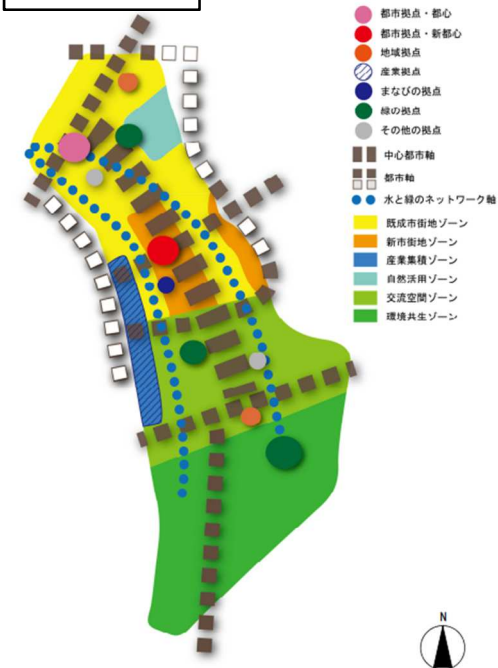 都市拠点・都心
都市拠点・新都心
地域拠点
産業拠点
まなびの拠点
緑の拠点
その他の拠点
中心都市軸
都市軸
水と緑のネットワーク軸
既成市街地ゾーン
新市街地ゾーン
産業集積ゾーン
自然活用ゾーン
交流空間ゾーン
環境共生ゾーン
N